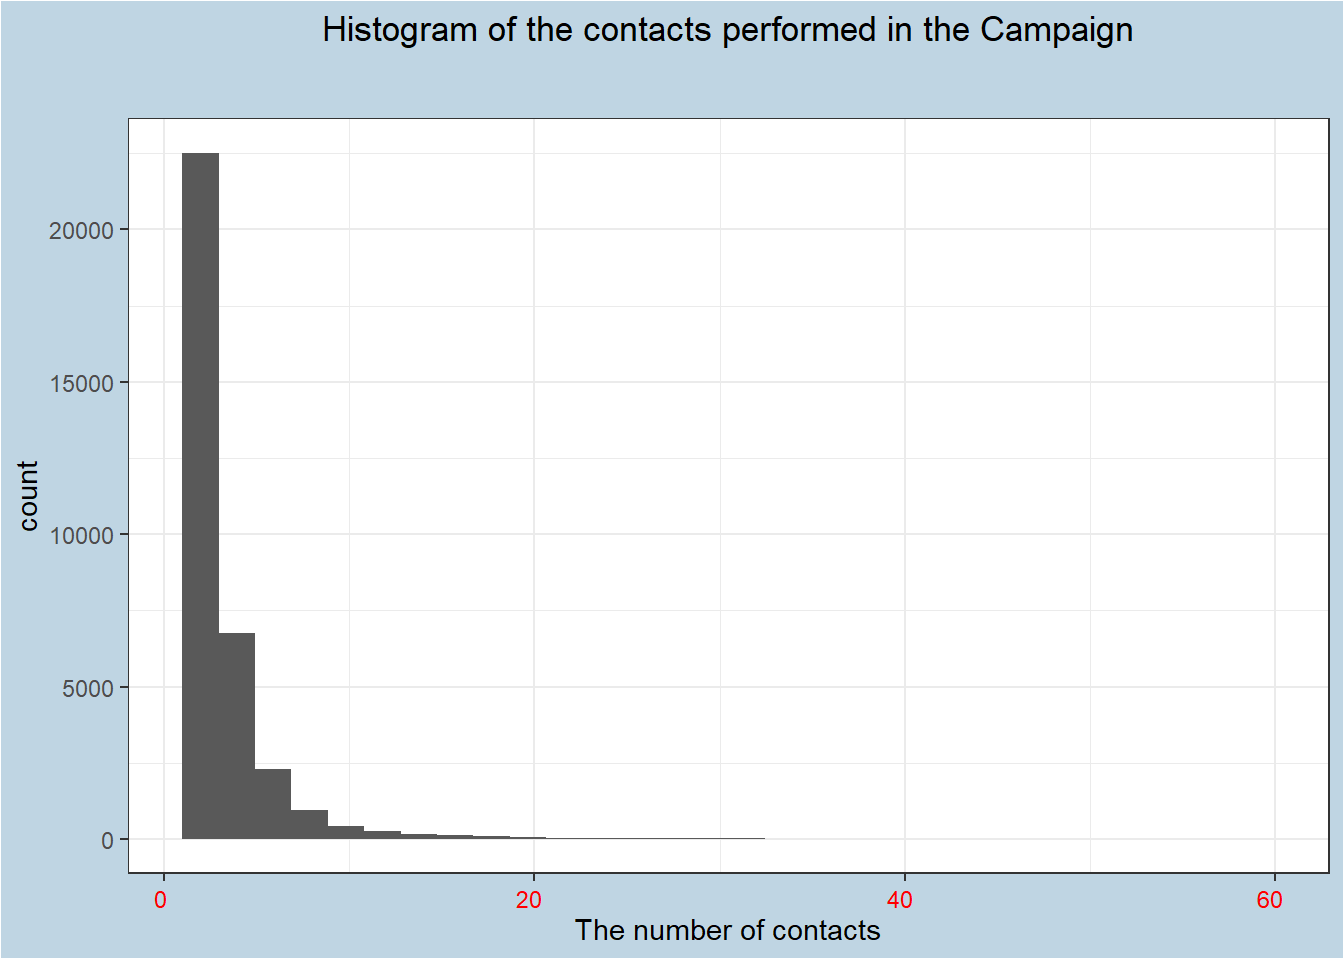 Histogram of the contacts performed in the Campaign
20000
15000
10000
5000
0
count
0 20 40 60
The number of contacts